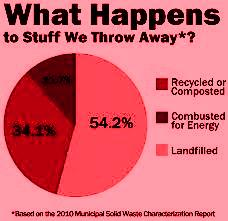 What Happens
to Stuff We Throw Away*?
34.1%
54.2%
Recycled or
Composted
Combusted
for Energy
Landfilled
*Based on the 2010 Municipal Solid Waste Characterization Report